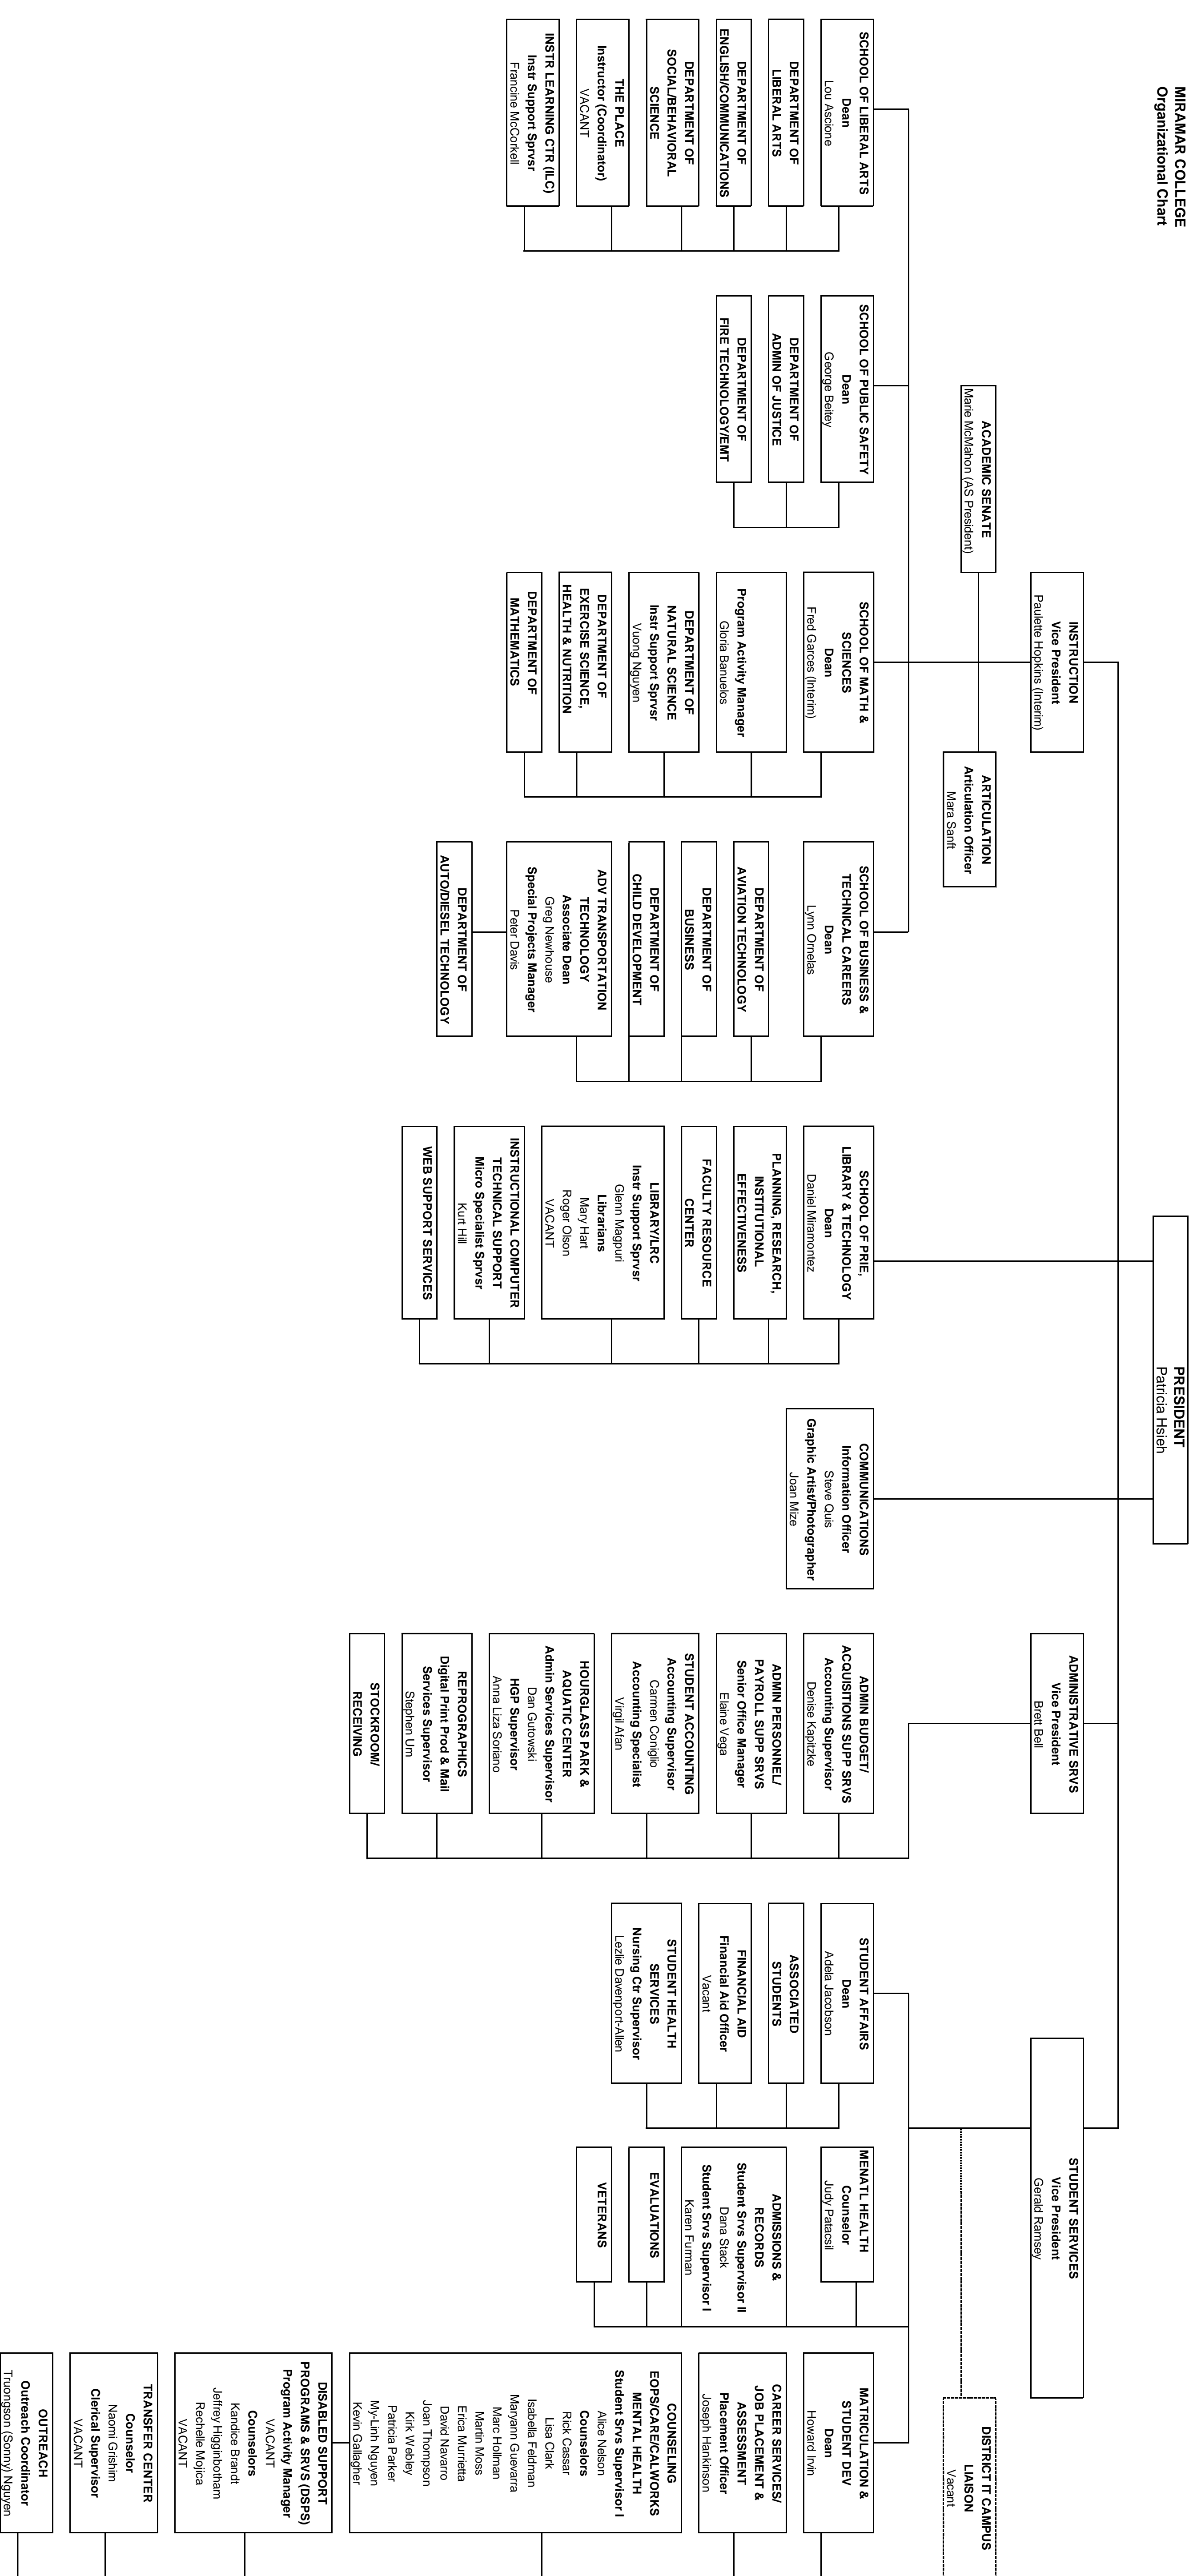 MIRAMAR COLLEGE
Organizational Chart
PRESIDENT
Patricia Hsieh
INSTRUCTION
Vice President
Paulette Hopkins (Interim)
ADMINISTRATIVE SRVS
Vice President
Brett Bell
STUDENT SERVICES
Vice President
Gerald Ramsey
ACADEMIC SENATE
Marie McMahon (AS President)
ARTICULATION
Articulation Officer
Mara Sanft
DISTRICT IT CAMPUS
LIAISON
Vacant
SCHOOL OF LIBERAL ARTS
Dean
Lou Ascione
DEPARTMENT OF
LIBERAL ARTS
DEPARTMENT OF
ENGLISH/COMMUNICATIONS
DEPARTMENT OF
SOCIAL/BEHAVIORAL
SCIENCE
THE PLACE
Instructor (Coordinator)
VACANT
INSTR LEARNING CTR (ILC)
Instr Support Sprvsr
Francine McCorkell
SCHOOL OF PUBLIC SAFETY
Dean
George Beitey
DEPARTMENT OF
ADMIN OF JUSTICE
DEPARTMENT OF
FIRE TECHNOLOGY/EMT
SCHOOL OF MATH &
SCIENCES
Dean
Fred Garces (Interim)
Program Activity Manager
Gloria Banuelos
DEPARTMENT OF
NATURAL SCIENCE
Instr Support Sprvsr
Vuong Nguyen
DEPARTMENT OF
EXERCISE SCIENCE,
HEALTH & NUTRITION
DEPARTMENT OF
MATHEMATICS
SCHOOL OF BUSINESS &
TECHNICAL CAREERS
Dean
Lynn Ornelas
DEPARTMENT OF
AVIATION TECHNOLOGY
DEPARTMENT OF
BUSINESS
DEPARTMENT OF
CHILD DEVELOPMENT
ADV TRANSPORTATION
TECHNOLOGY
Associate Dean
Greg Newhouse
Special Projects Manager
Peter Davis
DEPARTMENT OF
AUTO/DIESEL TECHNOLOGY
SCHOOL OF PRIE,
LIBRARY & TECHNOLOGY
Dean
Daniel Miramontez
PLANNING, RESEARCH,
INSTITUTIONAL
EFFECTIVENESS
FACULTY RESOURCE
CENTER
LIBRARY/LRC
Instr Support Sprvsr
Glenn Magpuri
Librarians
Mary Hart
Roger Olson
VACANT
INSTRUCTIONAL COMPUTER
TECHNICAL SUPPORT
Micro Specialist Sprvsr
Kurt Hill
WEB SUPPORT SERVICES
COMMUNICATIONS
Information Officer
Steve Quis
Graphic Artist/Photographer
Joan Mize
ADMIN BUDGET/
ACQUISITIONS SUPP SRVS
Accounting Supervisor
Denise Kapitzke
ADMIN PERSONNEL/
PAYROLL SUPP SRVS
Senior Office Manager
Elaine Vega
STUDENT ACCOUNTING
Accounting Supervisor
Carmen Coniglio
Accounting Specialist
Virgil Afan
HOURGLASS PARK &
AQUATIC CENTER
Admin Services Supervisor
Dan Gutowski
HGP Supervisor
Anna Liza Soriano
REPROGRAPHICS
Digital Print Prod & Mail
Services Supervisor
Stephen Um
STOCKROOM/
RECEIVING
STUDENT AFFAIRS
Dean
Adela Jacobson
ASSOCIATED
STUDENTS
FINANCIAL AID
Financial Aid Officer
Vacant
STUDENT HEALTH
SERVICES
Nursing Ctr Supervisor
Lezlie Davenport-Allen
MENATL HEALTH
Counselor
Judy Patacsil
ADMISSIONS &
RECORDS
Student Srvs Supervisor II
Dana Stack
Student Srvs Supervisor I
Karen Furman
EVALUATIONS
VETERANS
MATRICULATION &
STUDENT DEV
Dean
Howard Irvin
CAREER SERVICES/
JOB PLACEMENT &
ASSESSMENT
Placement Officer
Joseph Hankinson
COUNSELING
EOPS/CARE/CALWORKS
MENTAL HEALTH
Student Srvs Supervisor I
Alice Nelson
Counselors
Rick Cassar
Lisa Clark
Isabella Feldman
Maryann Guevarra
Marc Hollman
Martin Moss
Erica Murrietta
David Navarro
Joan Thompson
Kirk Webley
Patricia Parker
My-Linh Nguyen
Kevin Gallagher
DISABLED SUPPORT
PROGRAMS & SRVS (DSPS)
Program Activity Manager
VACANT
Counselors
Kandice Brandt
Jeffrey Higginbotham
Rechelle Mojica
VACANT
TRANSFER CENTER
Counselor
Naomi Grishim
Clerical Supervisor
VACANT
OUTREACH
Outreach Coordinator
Truongson (Sonny) Nguyen